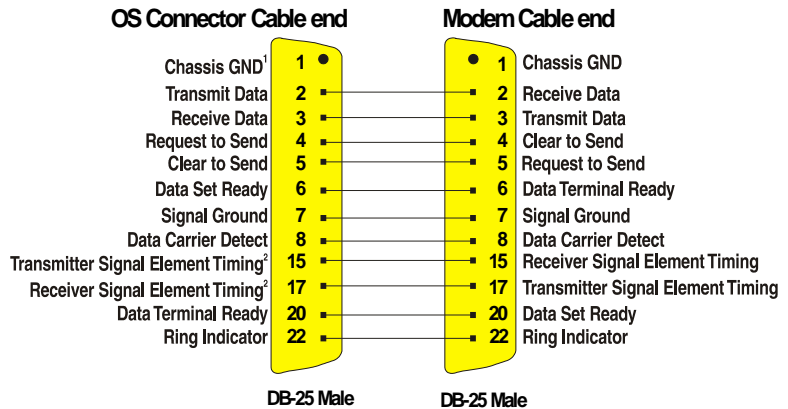 OS Connector Cable end Modem Cable end
Chassis GND¹ 1 1 Chassis GND
Transmit Data 2 2 Receive Data
Receive Data 3 3 Transmit Data
Request to Send 4 4 Clear to Send
Clear to Send 5 5 Request to Send
Data Set Ready 6 6 Data Terminal Ready
Signal Ground 7 7 Signal Ground
Data Carrier Detect 8 8 Data Carrier Detect
Transmitter Signal Element Timing² 15 15 Receiver Signal Element Timing
Receiver Signal Element Timing² 17 17 Transmitter Signal Element Timing
Data Terminal Ready 20 20 Data Set Ready
Ring Indicator 22 22 Ring Indicator
DB-25 Male DB-25 Male